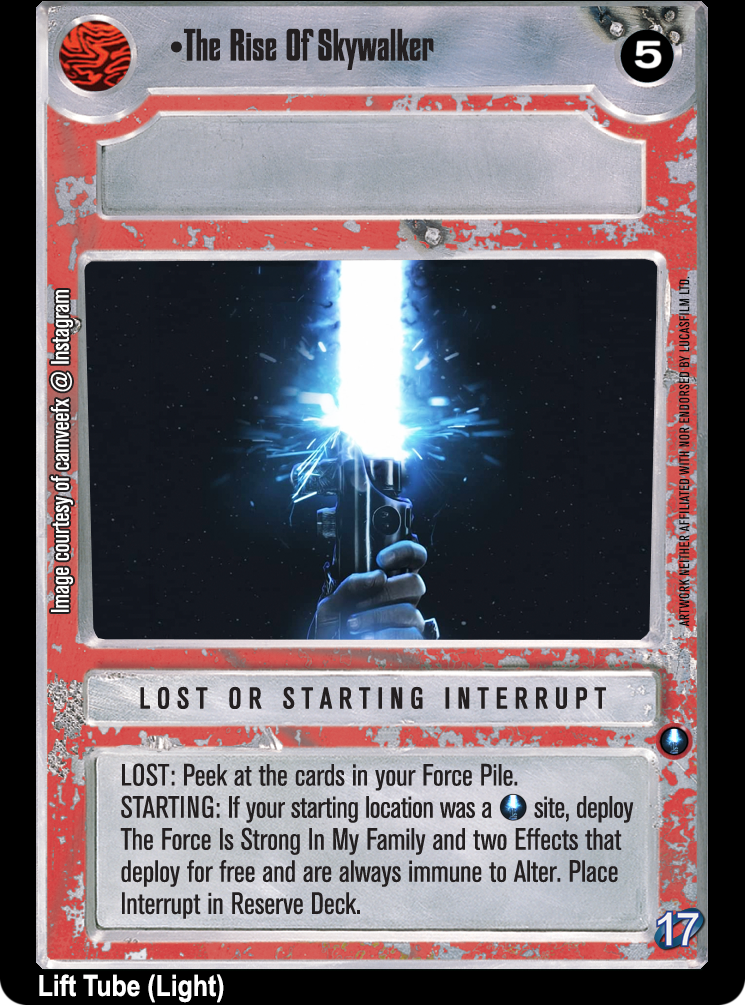 •The Rise Of Skywalker
5
Image courtesy of camveefx @ Instagram
ARTWORK NEITHER AFFILIATED WITH NOR ENDORSED BY LUCASFILM LTD.
LOST OR STARTING INTERRUPT
LOST: Peek at the cards in your Force Pile.
STARTING: If your starting location was a site, deploy
The Force Is Strong In My Family and two Effects that
deploy for free and are always immune to Alter. Place
Interrupt in Reserve Deck.
17
Lift Tube (Light)